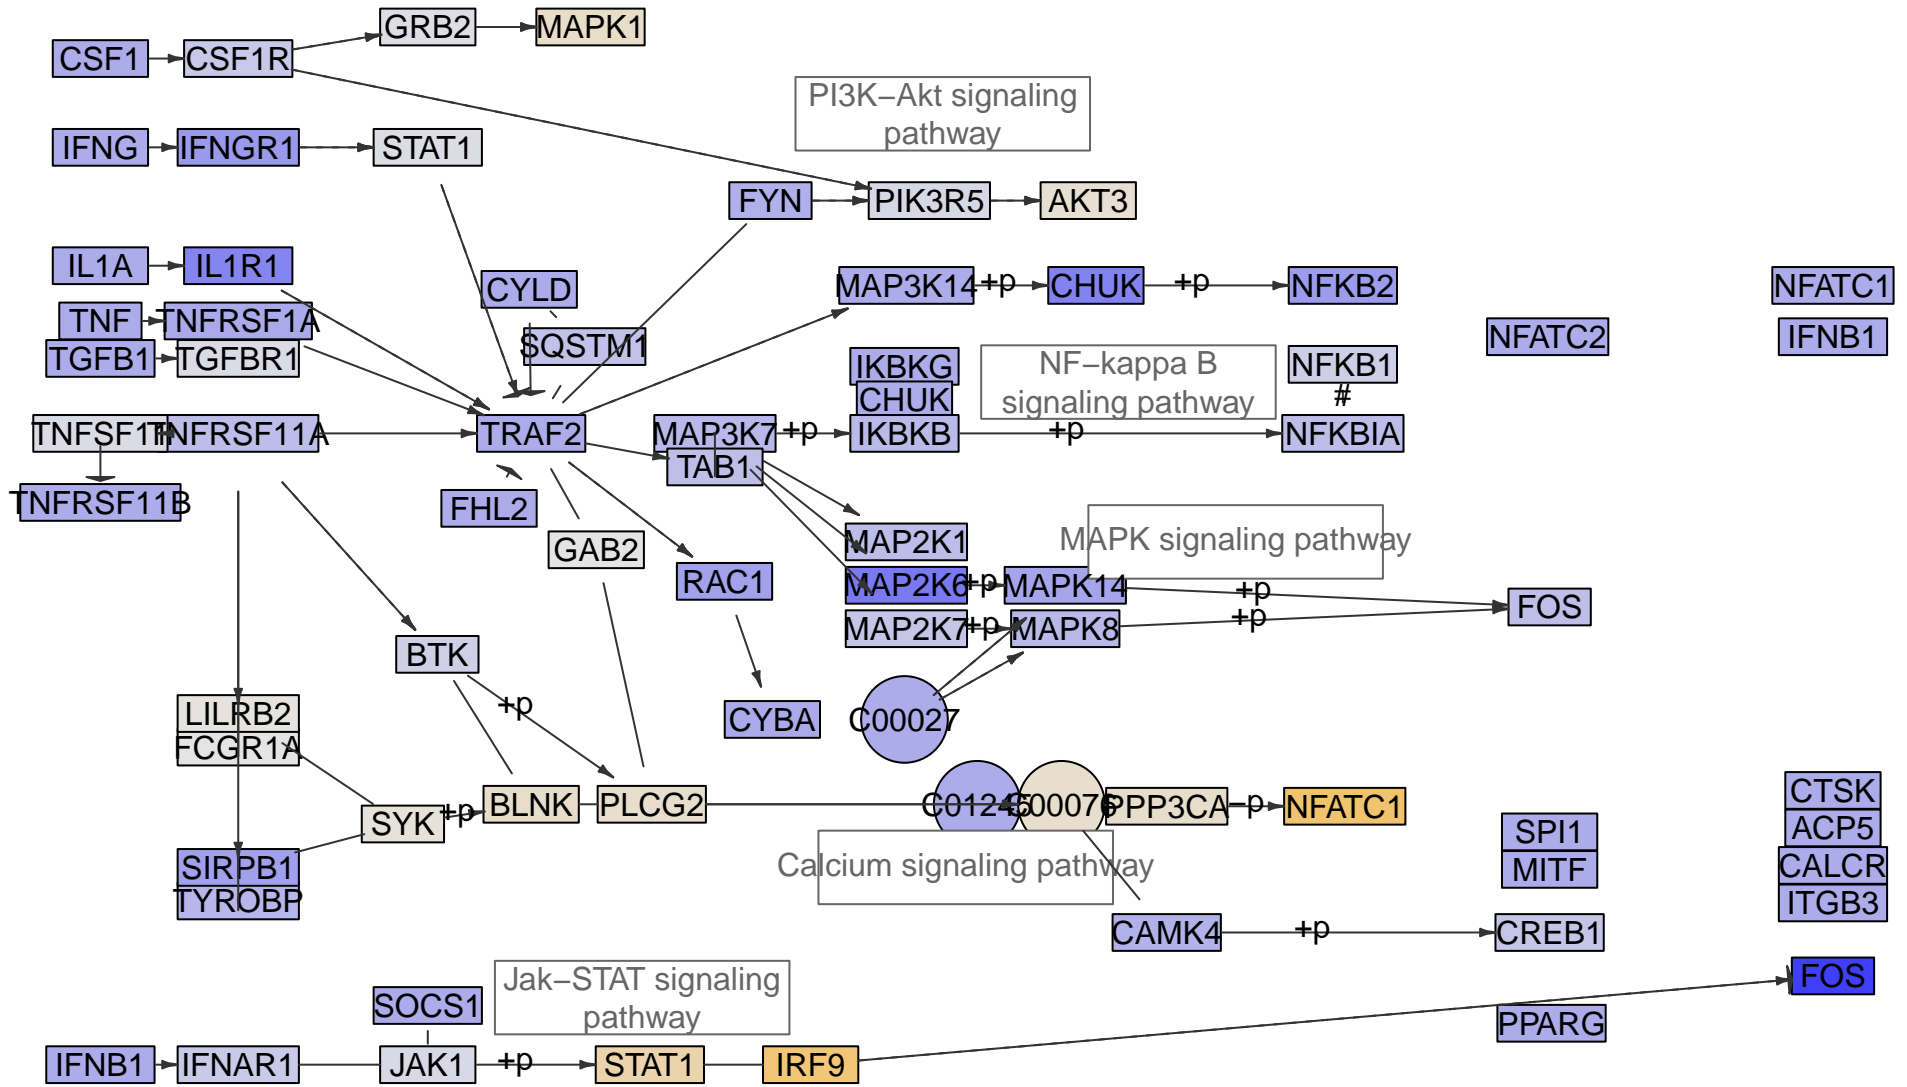 GRB2
MAPK1
CSF1
CSF1R
PI3K−Akt signaling
pathway
IFNG
IFNGR1
STAT1
FYN
PIK3R5
AKT3
IL1A
IL1R1
CYLD
MAP3K14
+p
CHUK
+p
NFKB2
NFATC1
TNF
TNFRSF1A
SQSTM1
NFATC2
IFNB1
TGFB1
TGFBR1
IKBKG
NF−kappa B
signaling pathway
NFKB1
CHUK
#
TNFSF11
TNFRSF11A
TRAF2
MAP3K7
+p
IKBKB
+p
NFKBIA
TAB1
TNFRSF11B
FHL2
GAB2
MAP2K1
MAPK signaling pathway
RAC1
MAP2K6
+p
MAPK14
+p
FOS
MAP2K7
+p
MAPK8
+p
BTK
LILRB2
+p
CYBA
C00027
FCGR1A
SYK
+p
BLNK
PLCG2
C01245
C00076
PPP3CA
−p
NFATC1
CTSK
SPI1
ACP5
SIRPB1
Calcium signaling pathway
MITF
CALCR
TYROBP
ITGB3
CAMK4
+p
CREB1
Jak−STAT signaling
pathway
FOS
SOCS1
PPARG
IFNB1
IFNAR1
JAK1
+p
STAT1
IRF9